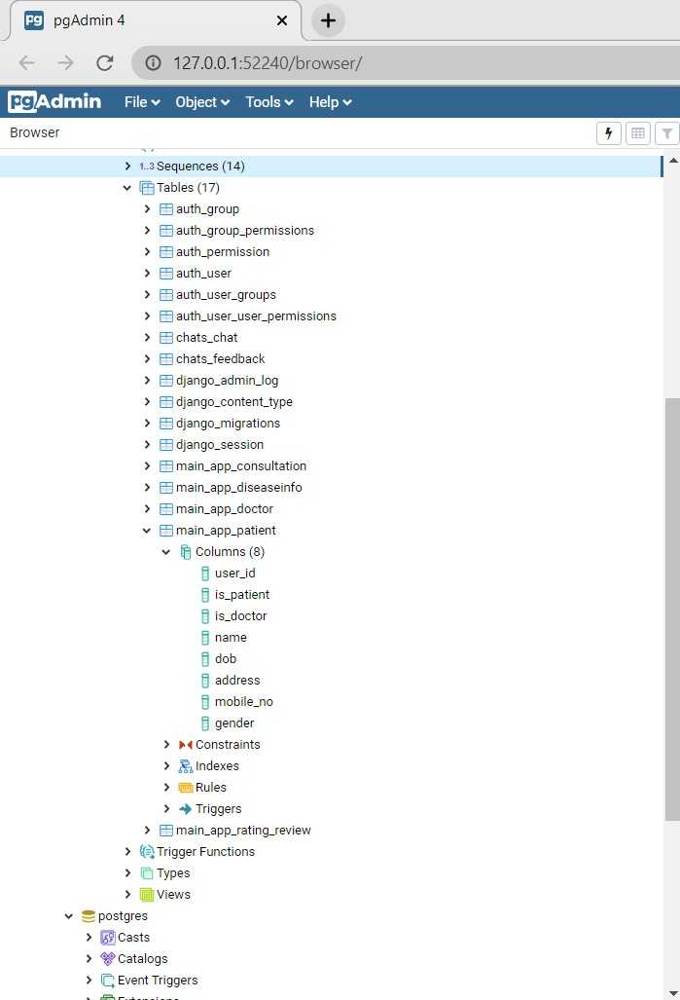 pgAdmin 4
127.0.0.1:52240/browser/
pgAdmin File Object Tools Help
Browser
1..3 Sequences (14)
Tables (17)
auth_group
auth_group_permissions
auth_permission
auth_user
auth_user_groups
auth_user_user_permissions
chats_chat
chats_feedback
django_admin_log
django_content_type
django_migrations
django_session
main_app_consultation
main_app_diseaseinfo
main_app_doctor
main_app_patient
Columns (8)
user_id
is_patient
is_doctor
name
dob
address
mobile_no
gender
Constraints
Indexes
Rules
Triggers
main_app_rating_review
Trigger Functions
Types
Views
postgres
Casts
Catalogs
Event Triggers
Extensions